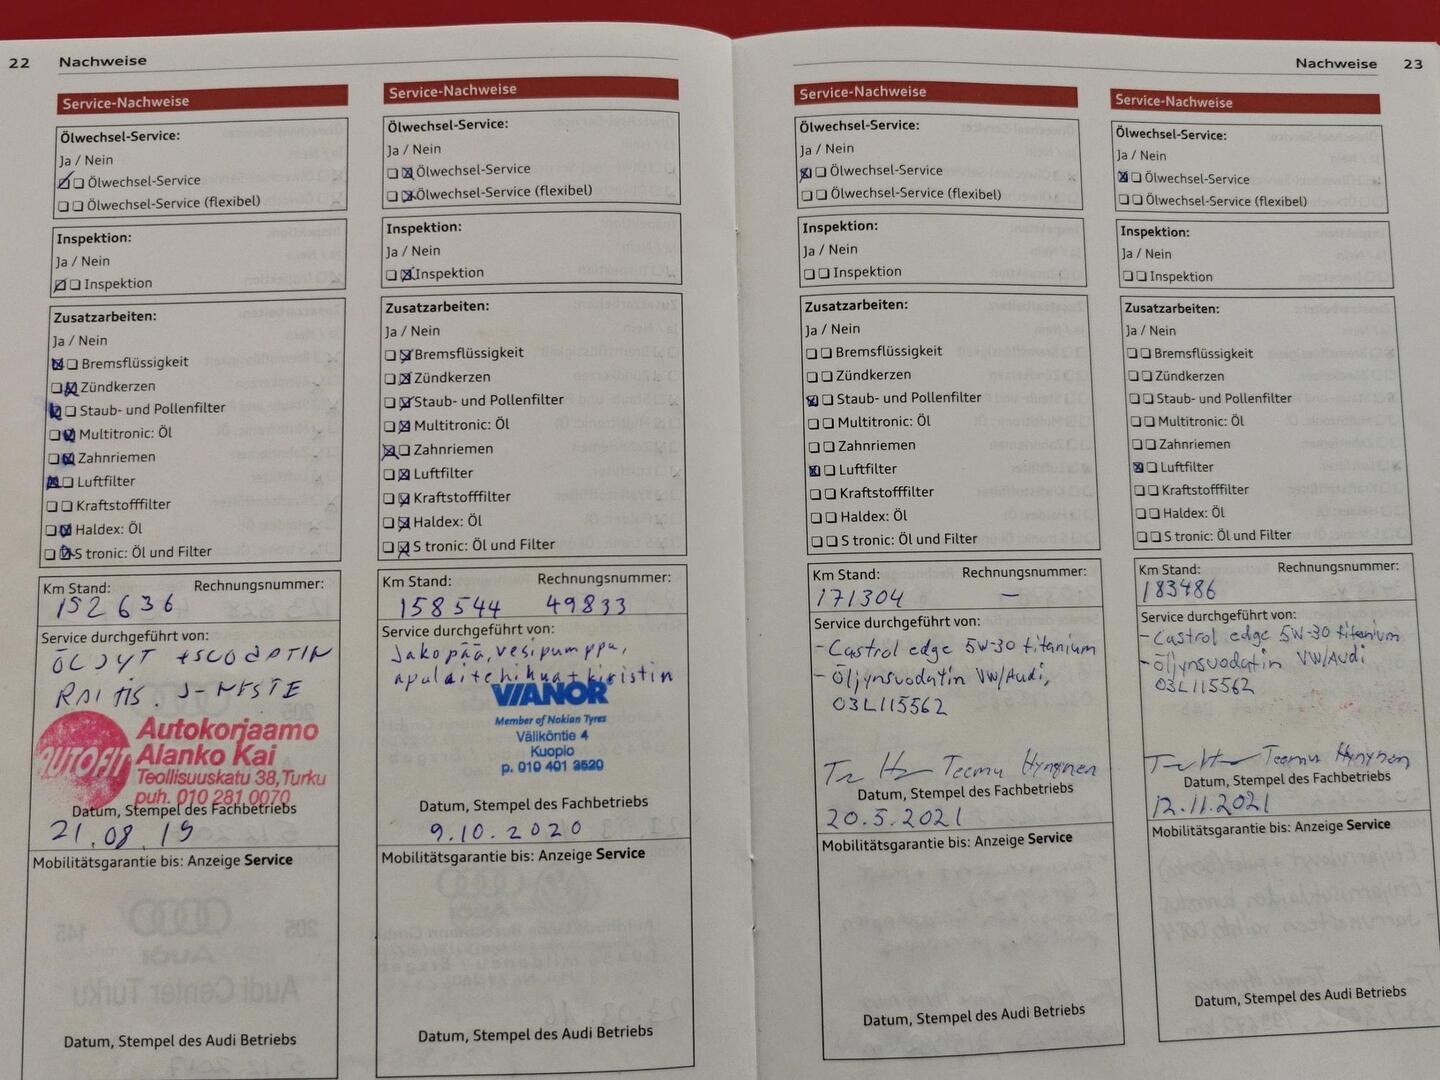 22 Nachweise
Service-Nachweise
Ölwechsel-Service:
Ja / Nein
Ölwechsel-Service
Ölwechsel-Service (flexibel)
Inspektion:
Ja / Nein
Inspektion
Zusatzarbeiten:
Ja / Nein
Bremsflüssigkeit
Zündkerzen
Staub- und Pollenfilter
Multitronic: Öl
Zahnriemen
Luftfilter
Kraftstofffilter
Haldex: Öl
S tronic: Öl und Filter
Km Stand: Rechnungsnummer:
152636
Service durchgeführt von:
ÖLJYT + SUODATIN
AUTOFIT
Autokorjaamo
Alanko Kai
Teollisuuskatu 38, Turku
puh. 010 281 0070
Datum, Stempel des Fachbetriebs
21.08.19
Mobilitätsgarantie bis: Anzeige Service
Datum, Stempel des Audi Betriebs
Service-Nachweise
Ölwechsel-Service:
Ja / Nein
Ölwechsel-Service
Ölwechsel-Service (flexibel)
Inspektion:
Ja / Nein
Inspektion
Zusatzarbeiten:
Ja / Nein
Bremsflüssigkeit
Zündkerzen
Staub- und Pollenfilter
Multitronic: Öl
Zahnriemen
Luftfilter
Kraftstofffilter
Haldex: Öl
S tronic: Öl und Filter
Km Stand: Rechnungsnummer:
158544 49833
Service durchgeführt von:
Jakopää, vesipumppu,
apulaitehihna + kiristin
VIANOR
Member of Nokian Tyres
Väliköntie 4
Kuopio
p. 010 401 3520
Datum, Stempel des Fachbetriebs
9.10.2020
Mobilitätsgarantie bis: Anzeige Service
Datum, Stempel des Audi Betriebs
Nachweise 23
Service-Nachweise
Ölwechsel-Service:
Ja / Nein
Ölwechsel-Service
Ölwechsel-Service (flexibel)
Inspektion:
Ja / Nein
Inspektion
Zusatzarbeiten:
Ja / Nein
Bremsflüssigkeit
Zündkerzen
Staub- und Pollenfilter
Multitronic: Öl
Zahnriemen
Luftfilter
Kraftstofffilter
Haldex: Öl
S tronic: Öl und Filter
Km Stand: Rechnungsnummer:
171304 -
Service durchgeführt von:
- Castrol edge 5W-30 titanium
- Öljynsuodatin VW/Audi,
03L115562
Teemu Hynynen
Datum, Stempel des Fachbetriebs
20.5.2021
Mobilitätsgarantie bis: Anzeige Service
Datum, Stempel des Audi Betriebs
Service-Nachweise
Ölwechsel-Service:
Ja / Nein
Ölwechsel-Service
Ölwechsel-Service (flexibel)
Inspektion:
Ja / Nein
Inspektion
Zusatzarbeiten:
Ja / Nein
Bremsflüssigkeit
Zündkerzen
Staub- und Pollenfilter
Multitronic: Öl
Zahnriemen
Luftfilter
Kraftstofffilter
Haldex: Öl
S tronic: Öl und Filter
Km Stand: Rechnungsnummer:
183486
Service durchgeführt von:
- Castrol edge 5W-30 titanium
- Öljynsuodatin VW/Audi
03L115562
Teemu Hynynen
Datum, Stempel des Fachbetriebs
12.11.2021
Mobilitätsgarantie bis: Anzeige Service
Datum, Stempel des Audi Betriebs